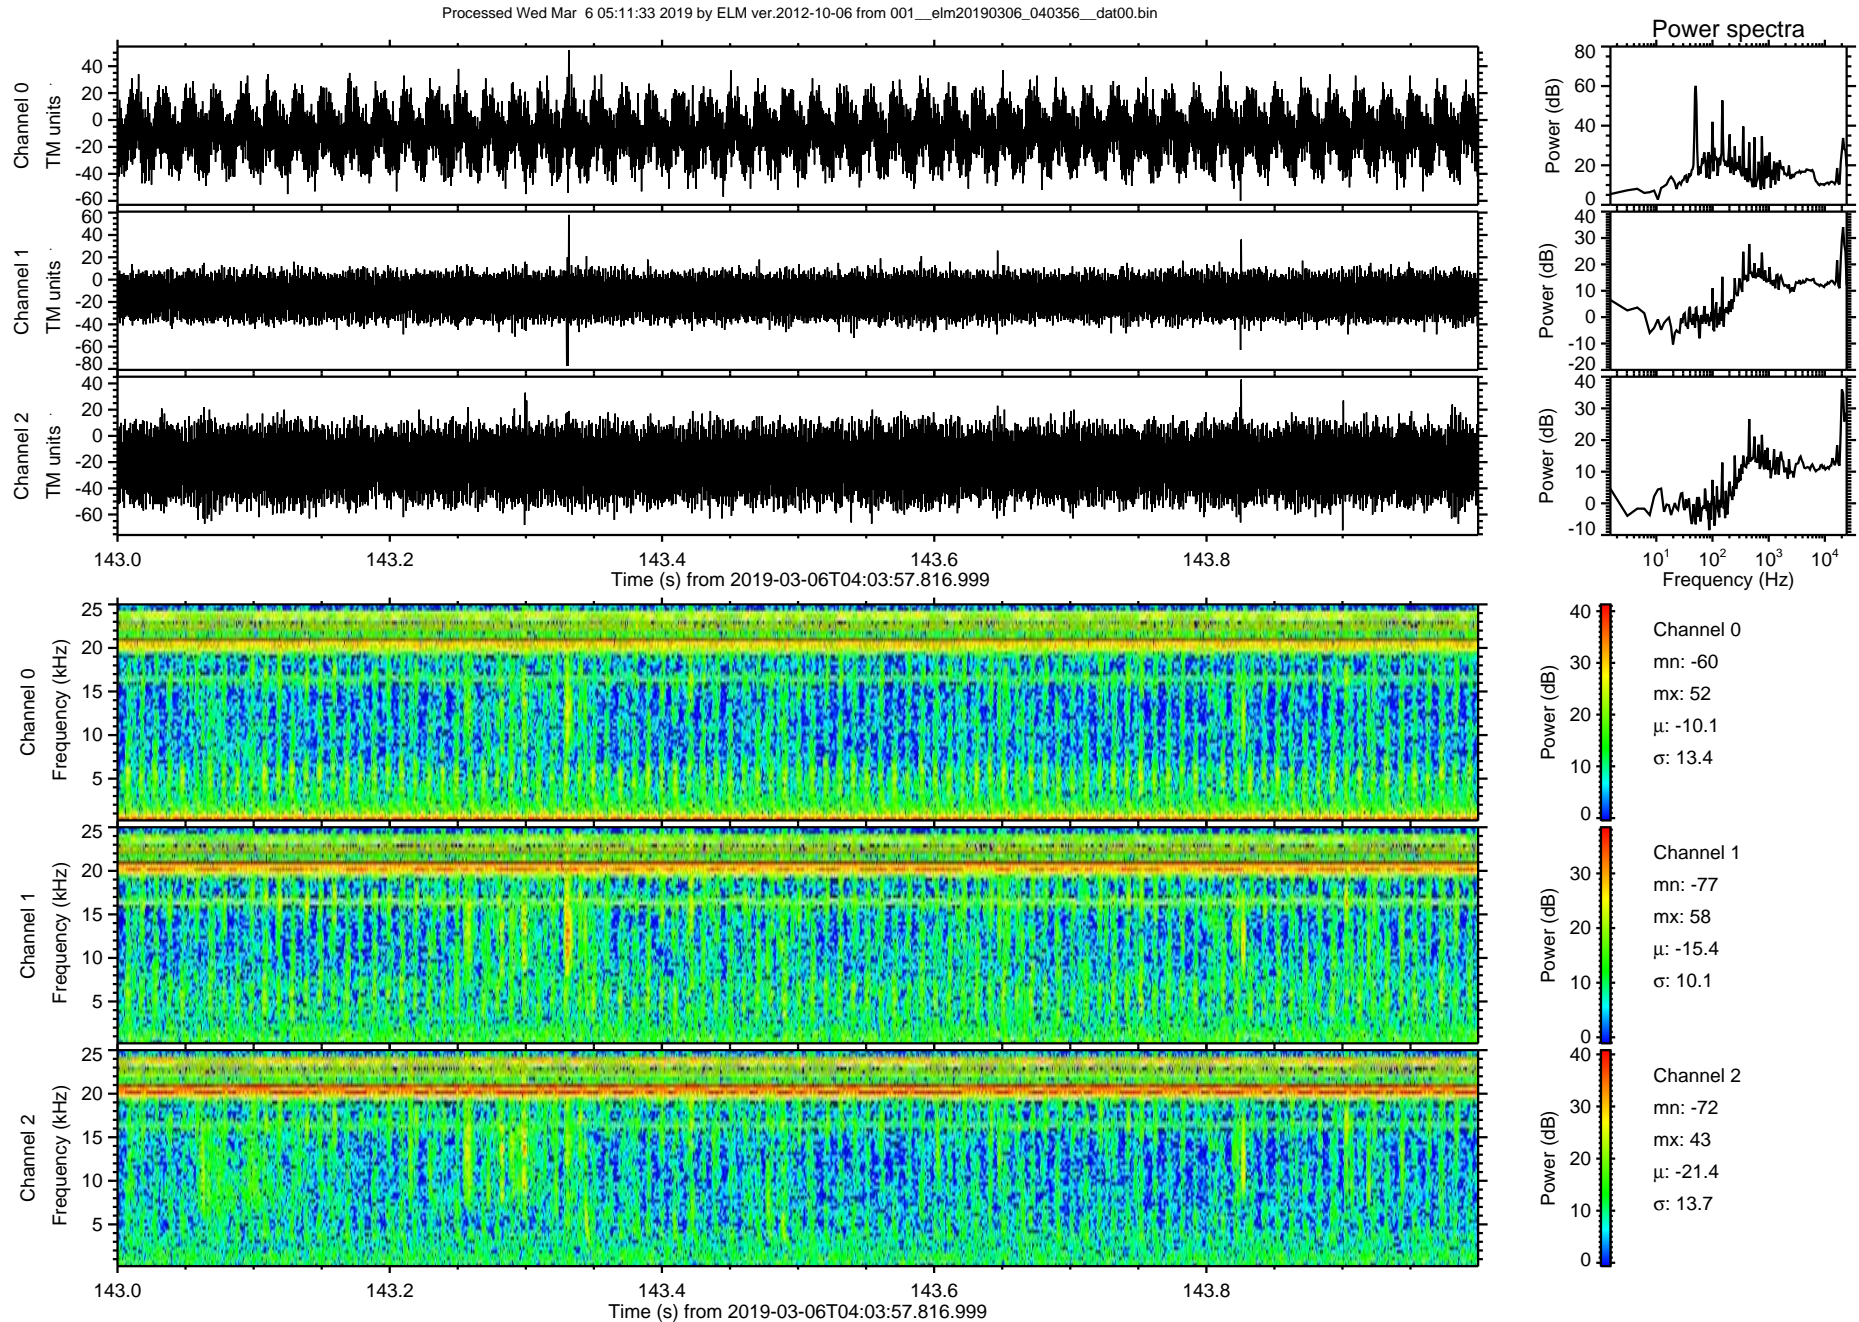 Processed Wed Mar  6 05:11:33 2019 by ELM ver.2012-10-06 from 001__elm20190306_040356__dat00.bin
Power spectra
Channel 0
TM units
40
20
0
-20
-40
-60
Power (dB)
80
60
40
20
0
Channel 1
TM units
60
40
20
0
-20
-40
-60
-80
Power (dB)
40
30
20
10
0
-10
-20
Channel 2
TM units
40
20
0
-20
-40
-60
Power (dB)
40
30
20
10
0
-10
143.0 143.2 143.4 143.6 143.8
Time (s) from 2019-03-06T04:03:57.816.999
10¹ 10² 10³ 10⁴
Frequency (Hz)
Channel 0
Frequency (kHz)
25
20
15
10
5
Power (dB)
40
30
20
10
0
Channel 0
mn: -60
mx: 52
μ: -10.1
σ: 13.4
Channel 1
Frequency (kHz)
25
20
15
10
5
Power (dB)
30
20
10
0
Channel 1
mn: -77
mx: 58
μ: -15.4
σ: 10.1
Channel 2
Frequency (kHz)
25
20
15
10
5
Power (dB)
40
30
20
10
0
Channel 2
mn: -72
mx: 43
μ: -21.4
σ: 13.7
143.0 143.2 143.4 143.6 143.8
Time (s) from 2019-03-06T04:03:57.816.999